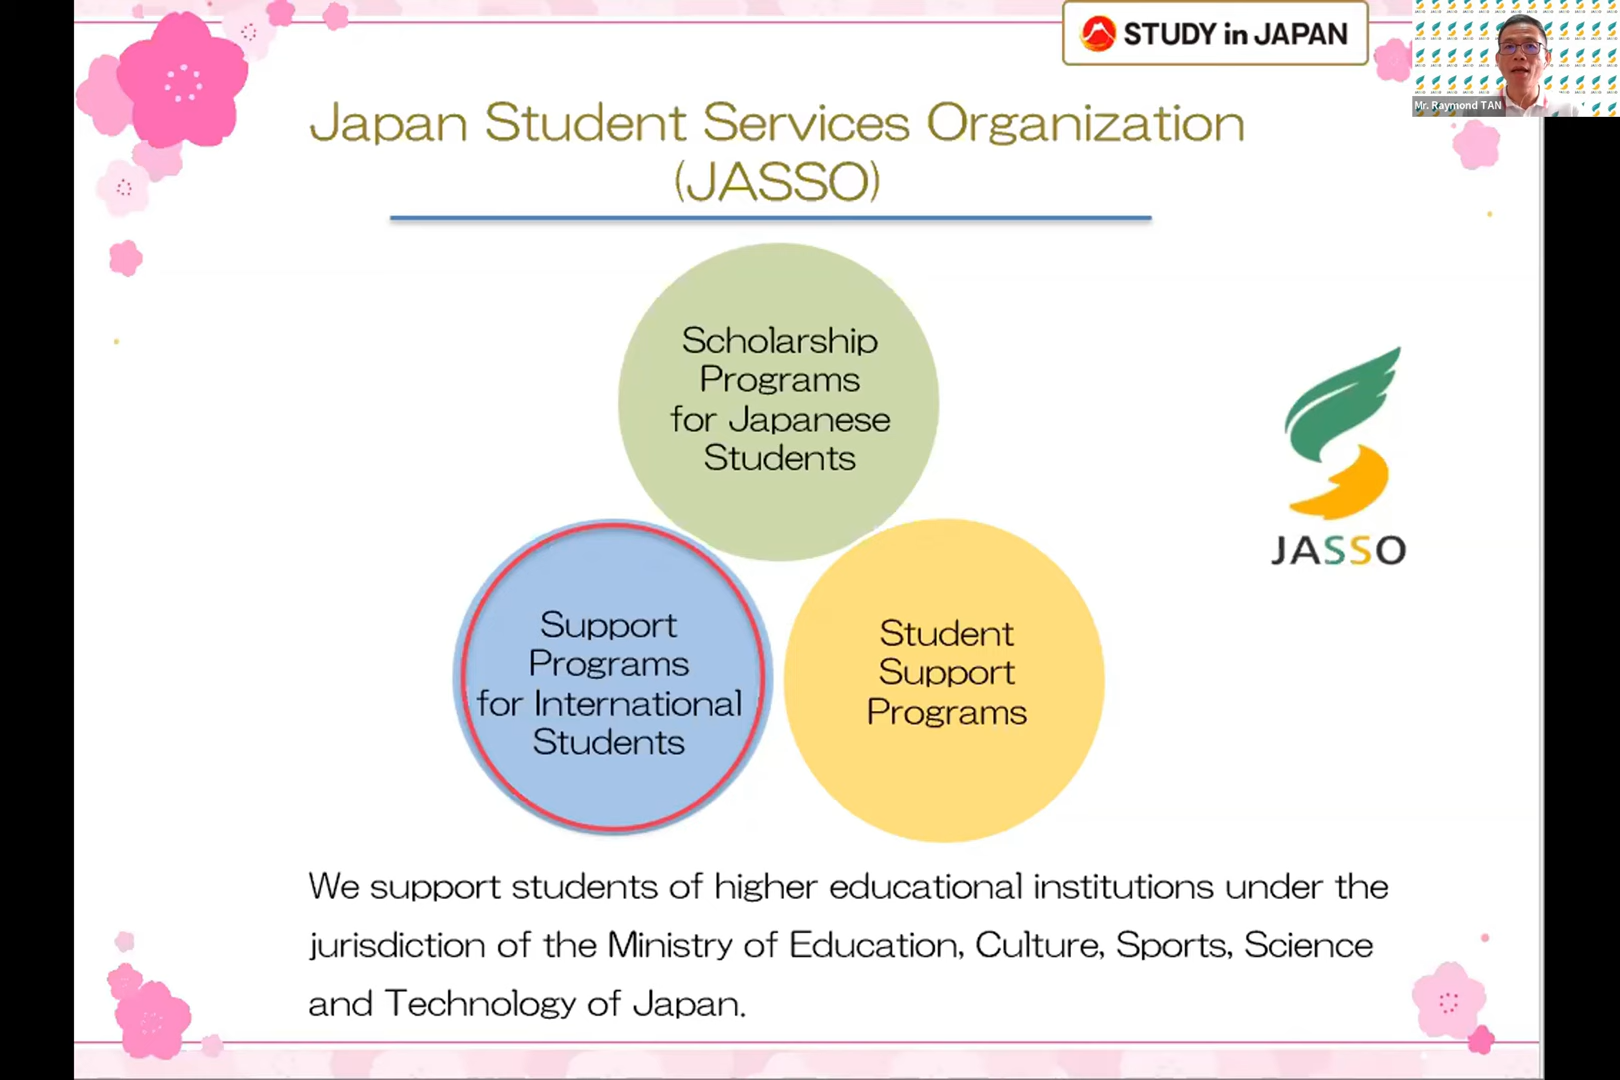 STUDY in JAPAN
Mr. Raymond TAN
Japan Student Services Organization
(JASSO)
Scholarship
Programs
for Japanese
Students
JASSO
Support
Programs
for International
Students
Student
Support
Programs
We support students of higher educational institutions under the
jurisdiction of the Ministry of Education, Culture, Sports, Science
and Technology of Japan.